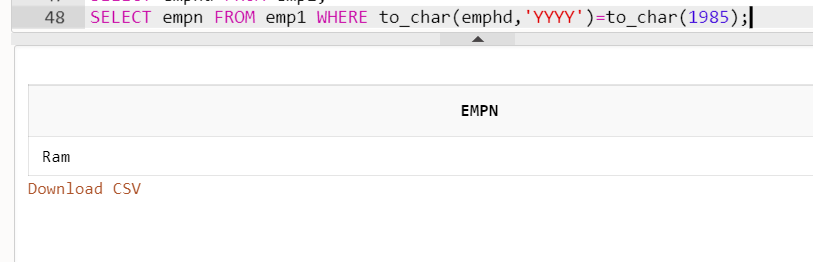 48 SELECT empn FROM emp1 WHERE to_char(emphd,'YYYY')=to_char(1985);
EMPN
Ram
Download CSV